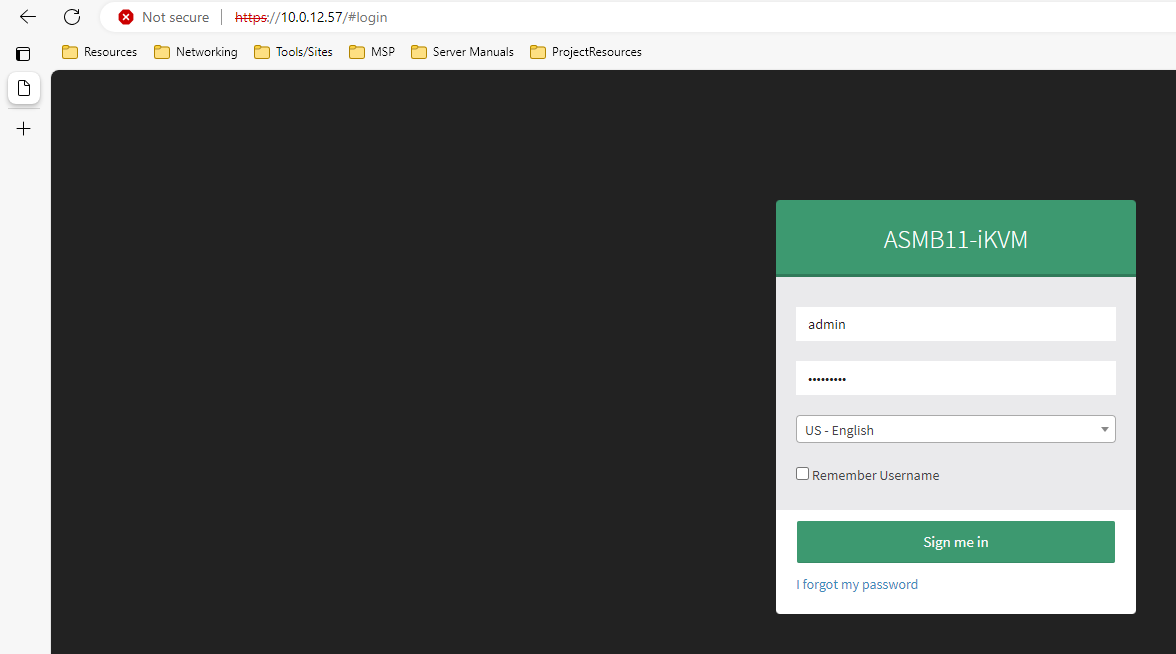 Not secure | https://10.0.12.57/#login
Resources Networking Tools/Sites MSP Server Manuals ProjectResources
ASMB11-iKVM
admin
•••••••••
US - English
Remember Username
Sign me in
I forgot my password